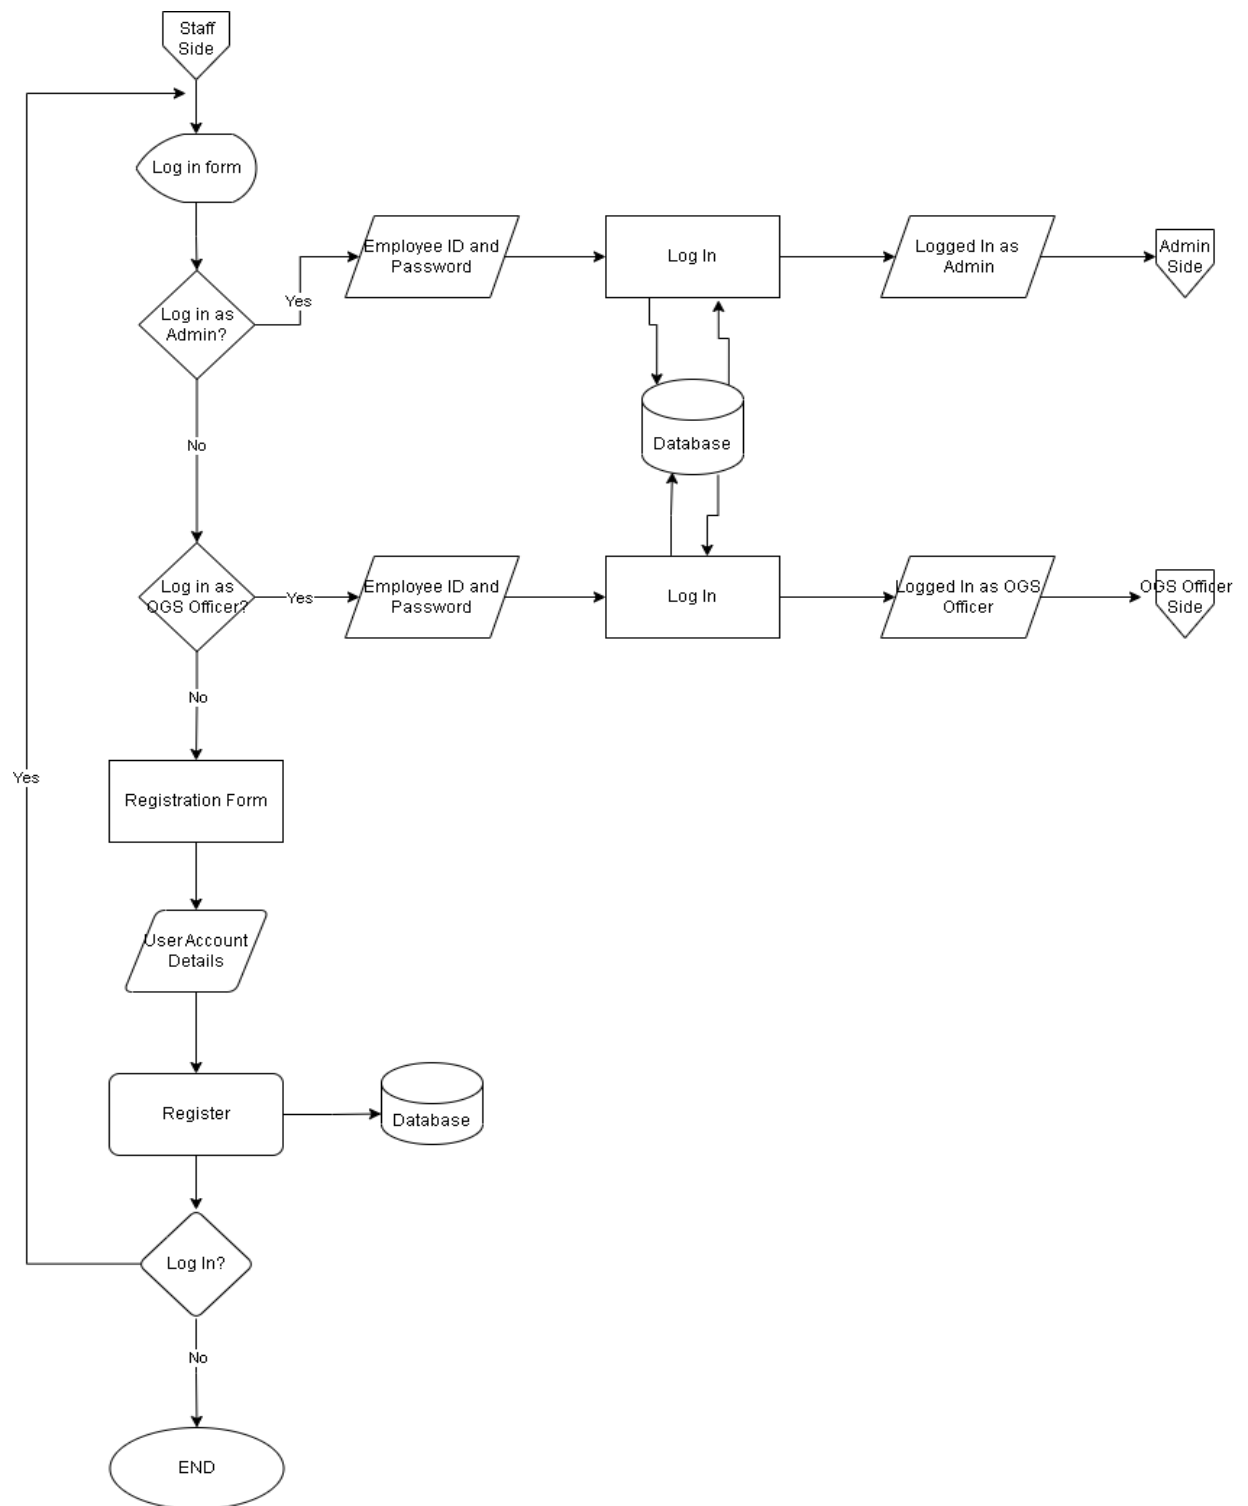 Staff
Side
Log in form
Log in as
Admin?
Yes
Employee ID and
Password
Log In
Logged In as
Admin
Admin
Side
No
Database
Log in as
OGS Officer?
Yes
Employee ID and
Password
Log In
Logged In as OGS
Officer
OGS Officer
Side
No
Yes
Registration Form
User Account
Details
Register
Database
Log In?
No
END